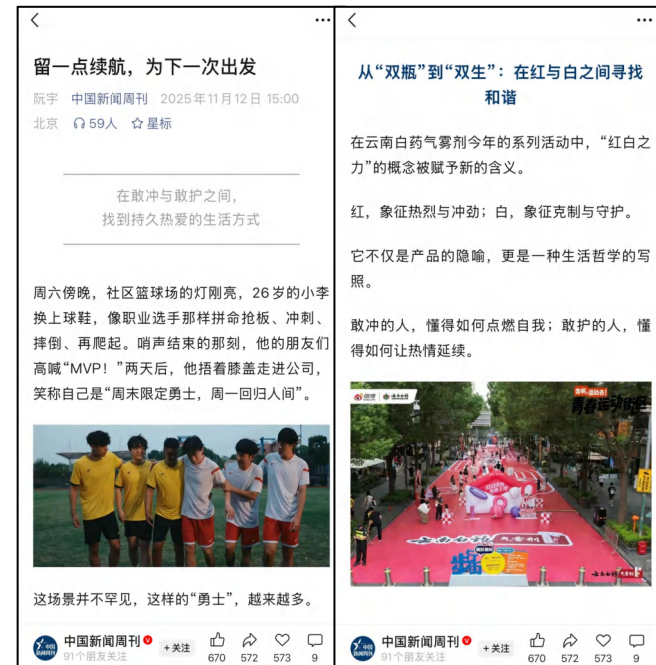 留一点续航，为下一次出发
阮宇 中国新闻周刊 2025年11月12日 15:00
北京 59人 星标
在敢冲与敢护之间，
找到持久热爱的生活方式
周六傍晚，社区篮球场的灯刚亮，26岁的小李
换上球鞋，像职业选手那样拼命抢板、冲刺、
摔倒、再爬起。哨声结束的那刻，他的朋友们
高喊“MVP！”两天后，他捂着膝盖走进公司，
笑称自己是“周末限定勇士，周一回归人间”。
这场景并不罕见，这样的“勇士”，越来越多。
中国新闻周刊
91个朋友关注
+关注
670 572 573 9
从“双瓶”到“双生”：在红与白之间寻找
和谐
在云南白药气雾剂今年的系列活动中，“红白之
力”的概念被赋予新的含义。
红，象征热烈与冲劲；白，象征克制与守护。
它不仅是产品的隐喻，更是一种生活哲学的写
照。
敢冲的人，懂得如何点燃自我；敢护的人，懂
得如何让热情延续。
云南白药 气雾剂
中国新闻周刊
91个朋友关注
+关注
670 572 573 9